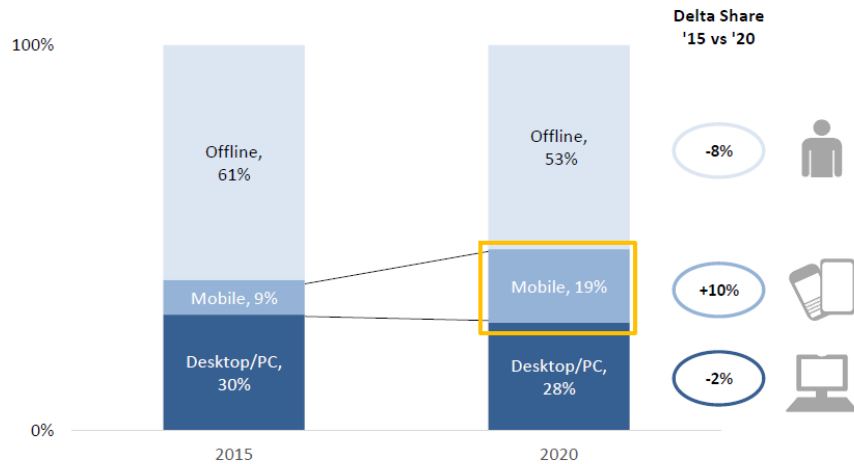 Delta Share
'15 vs '20
100%
Offline,
61%
Offline,
53%
-8%
Mobile, 9%
Mobile, 19%
+10%
Desktop/PC,
30%
Desktop/PC,
28%
-2%
0%
2015
2020